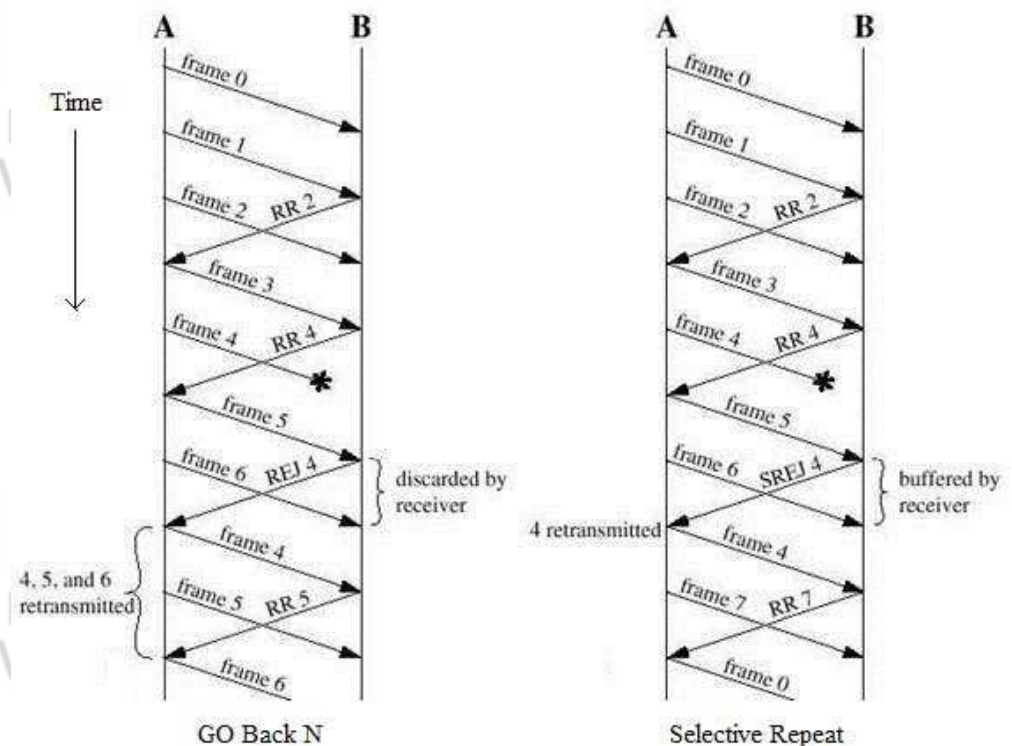 A B
Time
frame 0
frame 1
frame 2
RR 2
frame 3
frame 4
RR 4
frame 5
frame 6
REJ 4
discarded by
receiver
frame 4
4, 5, and 6
retransmitted
frame 5
RR 5
frame 6
GO Back N
A B
frame 0
frame 1
frame 2
RR 2
frame 3
frame 4
RR 4
frame 5
frame 6
SREJ 4
buffered by
receiver
4 retransmitted
frame 4
frame 7
RR 7
frame 0
Selective Repeat